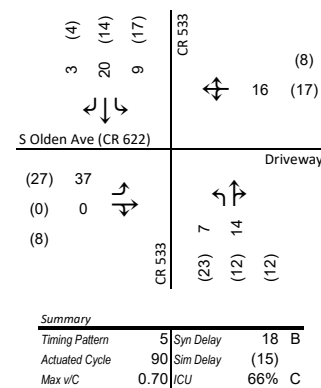 (4) (14) (17)
3 20 9
CR 533
(8)
16 (17)
S Olden Ave (CR 622)
Driveway
(27) 37
(0) 0
(8)
CR 533
7 14
(23) (12) (12)
Summary
Timing Pattern 5 Syn Delay 18 B
Actuated Cycle 90 Sim Delay (15)
Max v/C 0.70 ICU 66% C